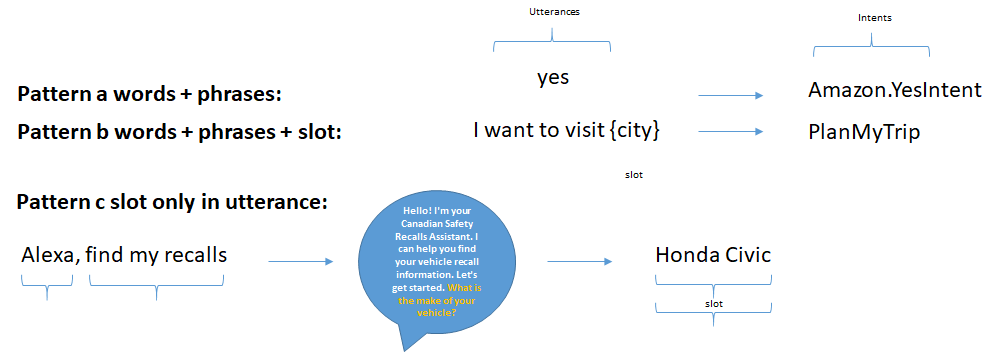 Utterances
Intents
yes
Pattern a words + phrases:
Amazon.YesIntent
Pattern b words + phrases + slot:
I want to visit {city}
PlanMyTrip
slot
Pattern c slot only in utterance:
Hello! I'm your
Canadian Safety
Recalls Assistant. I
can help you find
your vehicle recall
information. Let's
get started. What is
the make of your
vehicle?
Alexa, find my recalls
Honda Civic
slot